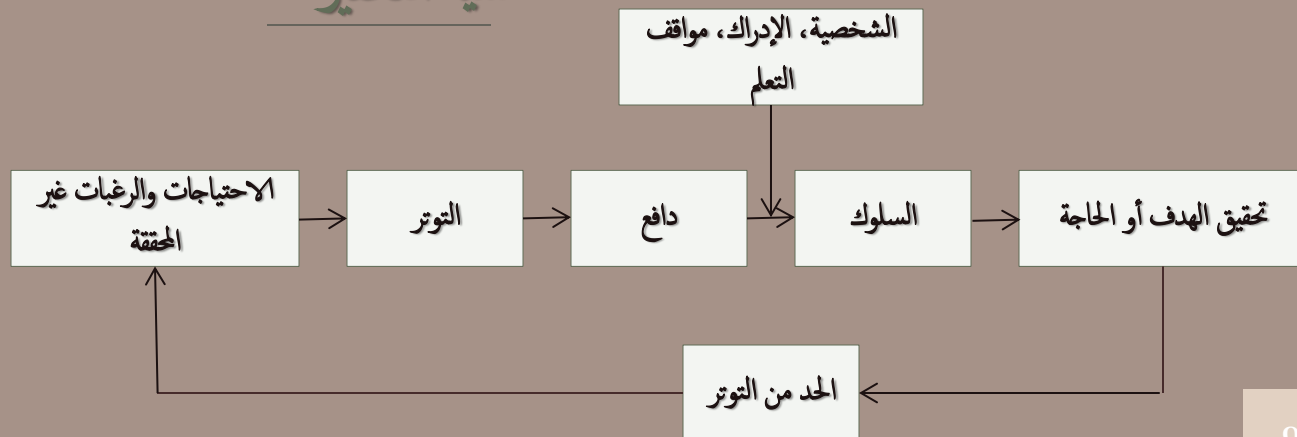 الشخصية، الإدراك، مواقف
التعلم
الاحتياجات والرغبات غير
المحققة
التوتر
دافع
السلوك
تحقيق الهدف أو الحاجة
الحد من التوتر